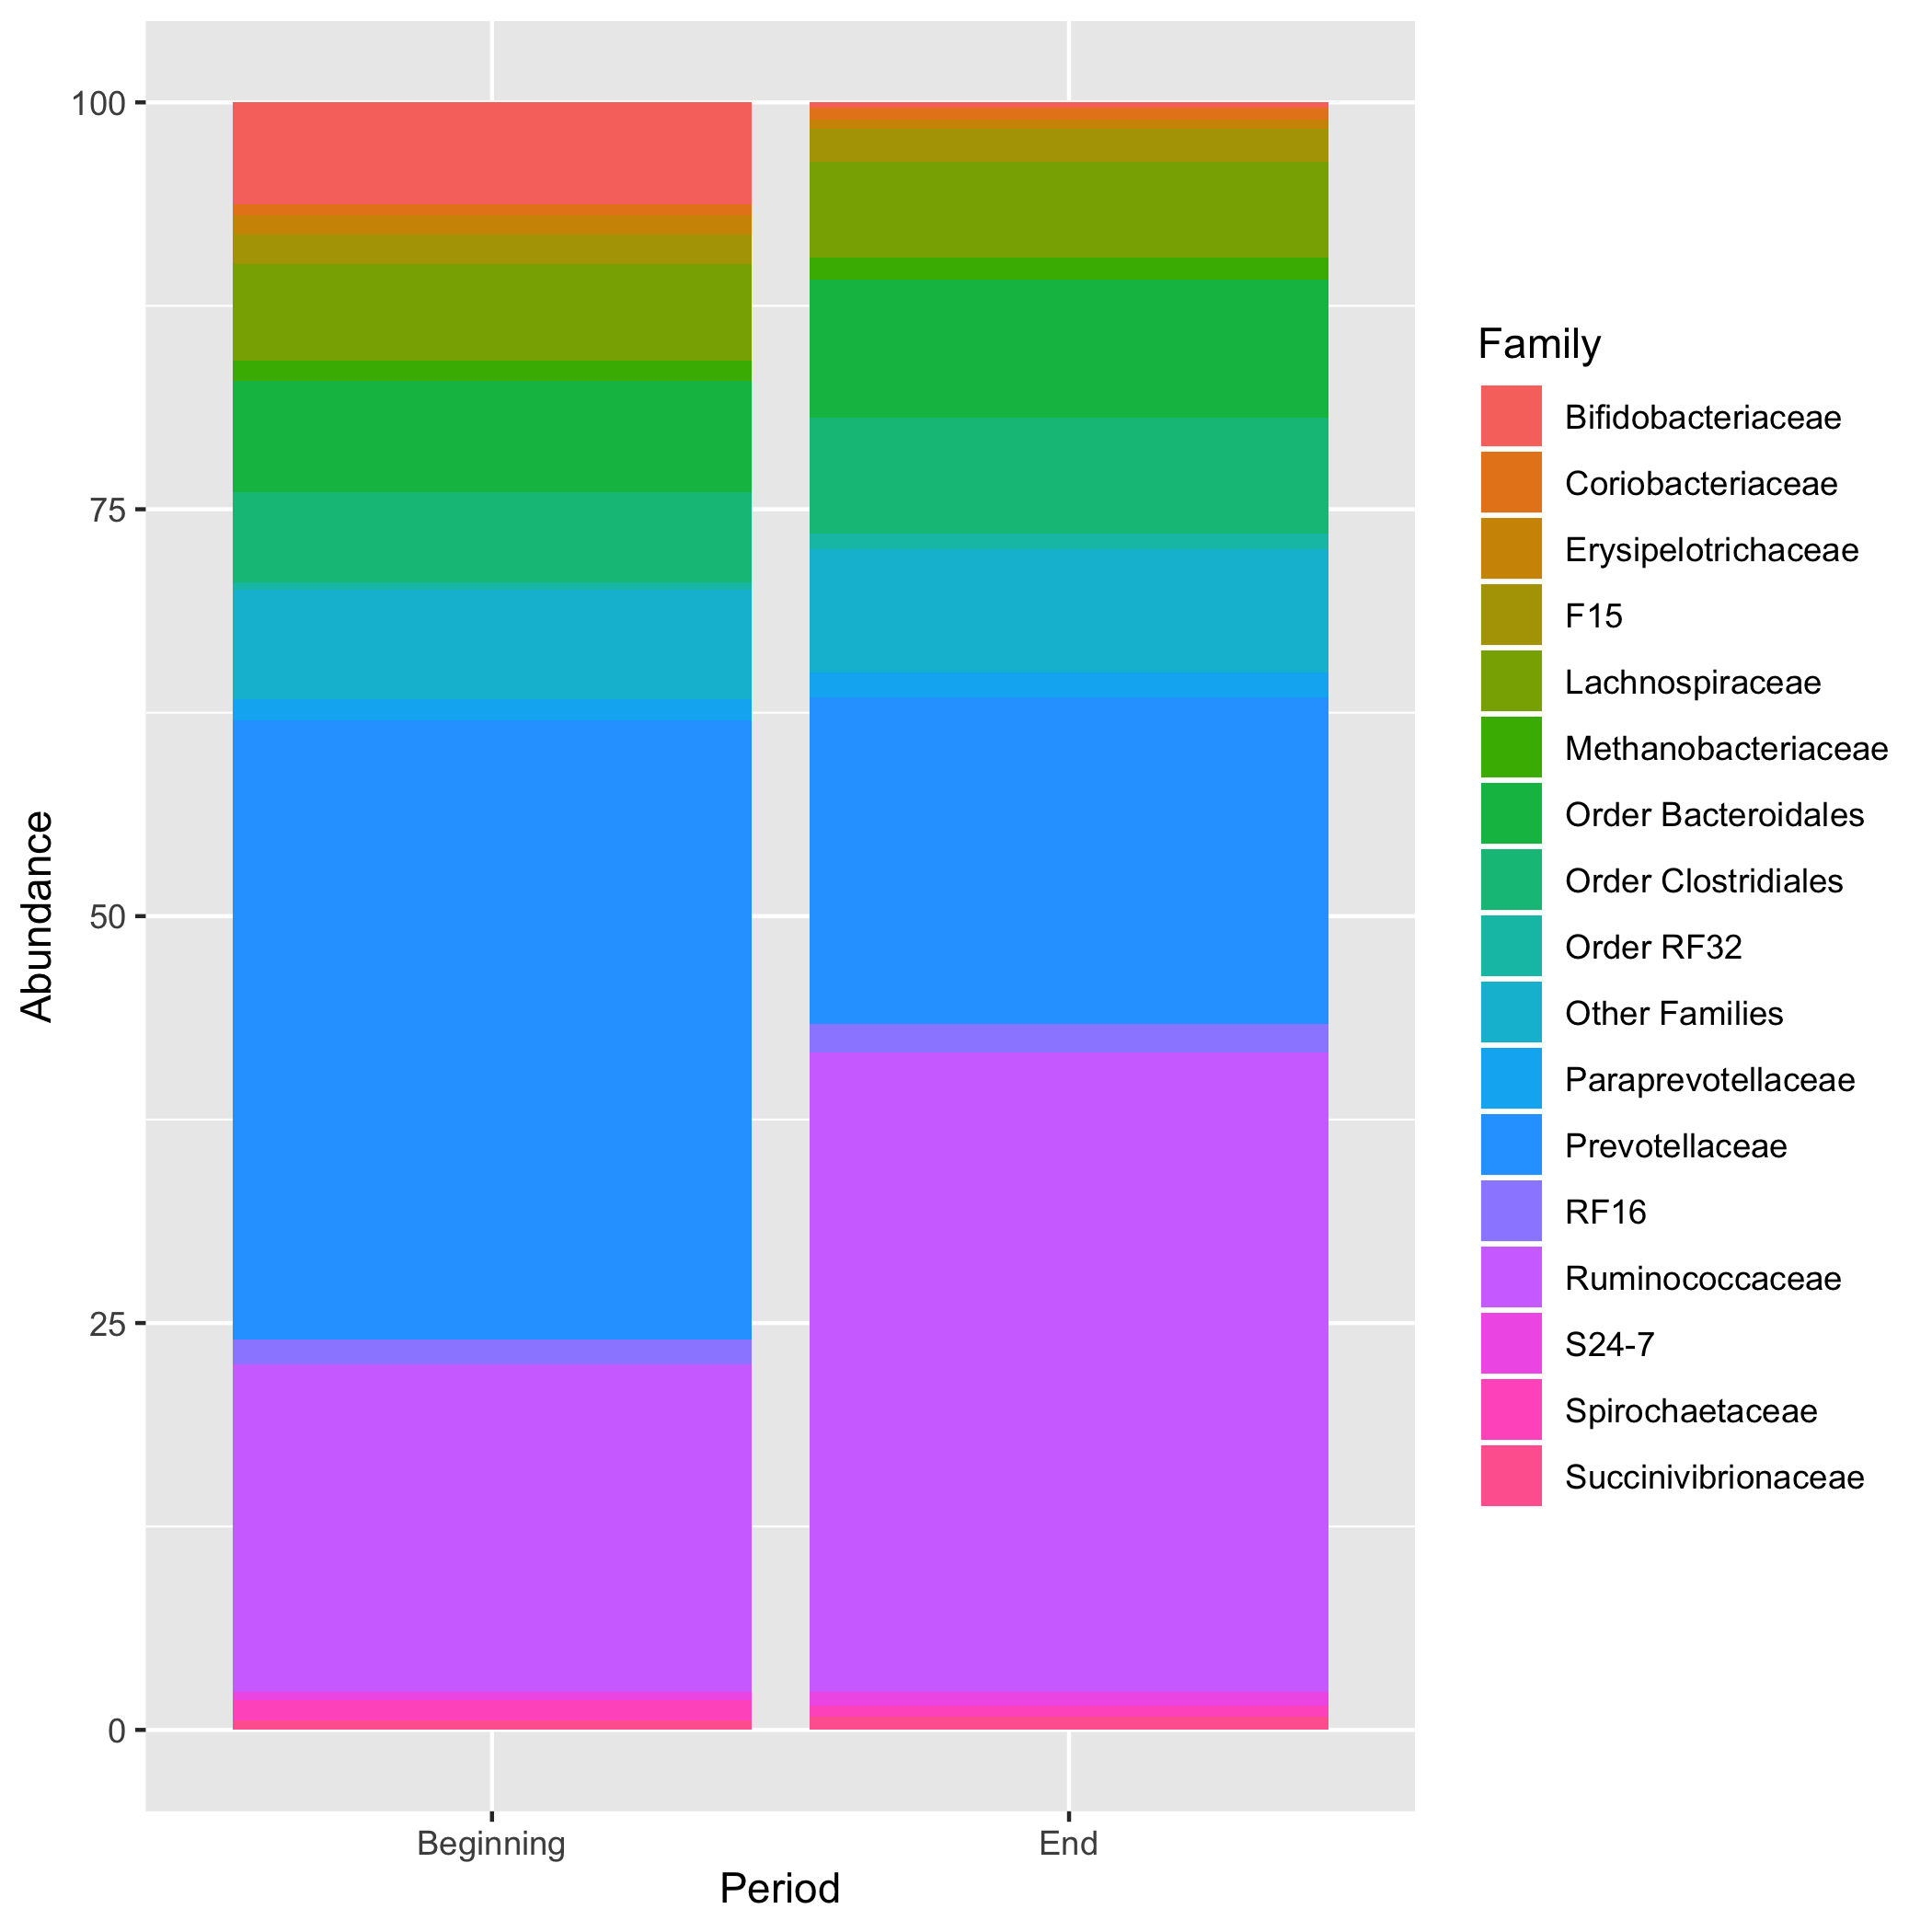 Abundance
100
75
50
25
0
Beginning
End
Period
Family
Bifidobacteriaceae
Coriobacteriaceae
Erysipelotrichaceae
F15
Lachnospiraceae
Methanobacteriaceae
Order Bacteroidales
Order Clostridiales
Order RF32
Other Families
Paraprevotellaceae
Prevotellaceae
RF16
Ruminococcaceae
S24-7
Spirochaetaceae
Succinivibrionaceae